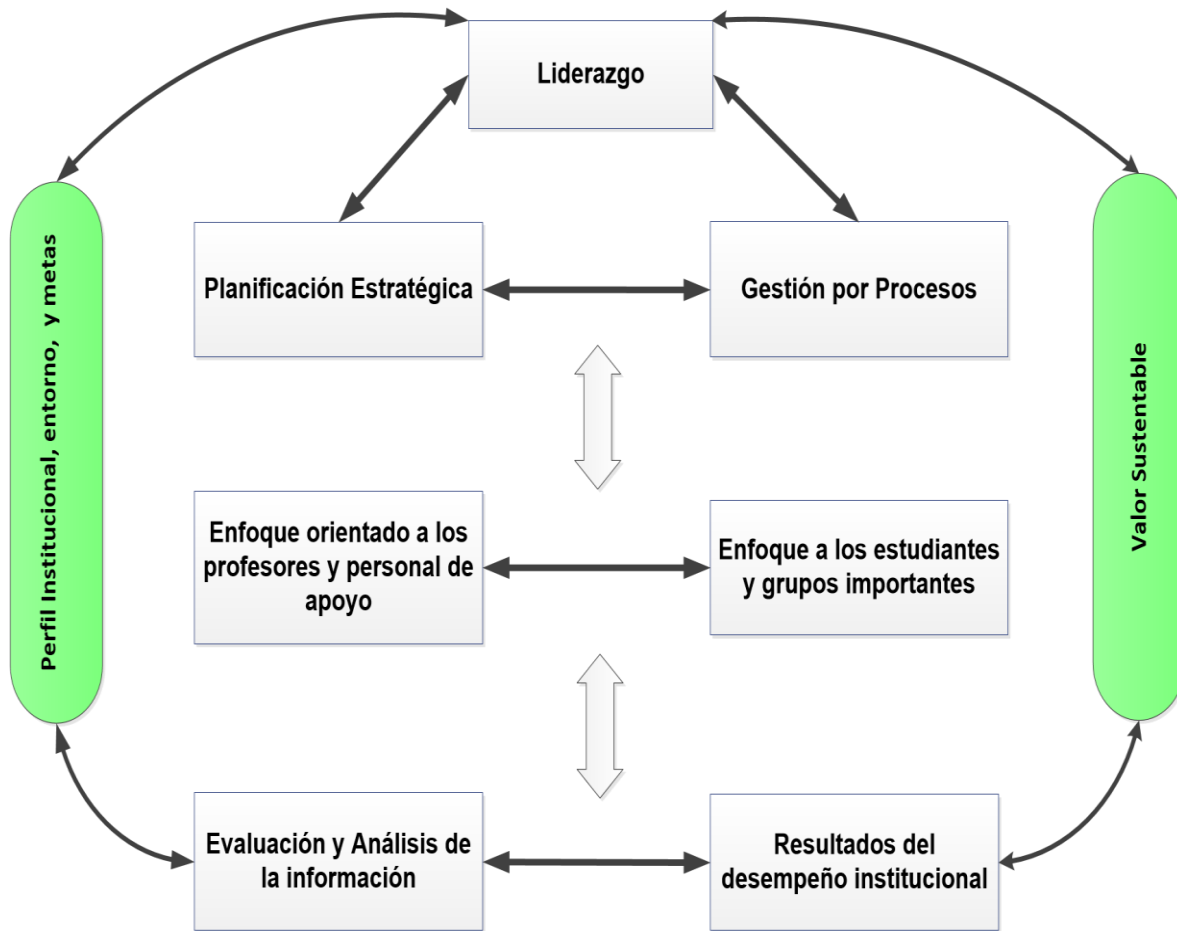 Liderazgo
Perfil Institucional, entorno, y metas
Planificación Estratégica
Gestión por Procesos
Valor Sustentable
Enfoque orientado a los
profesores y personal de
apoyo
Enfoque a los estudiantes
y grupos importantes
Evaluación y Análisis de
la información
Resultados del
desempeño institucional